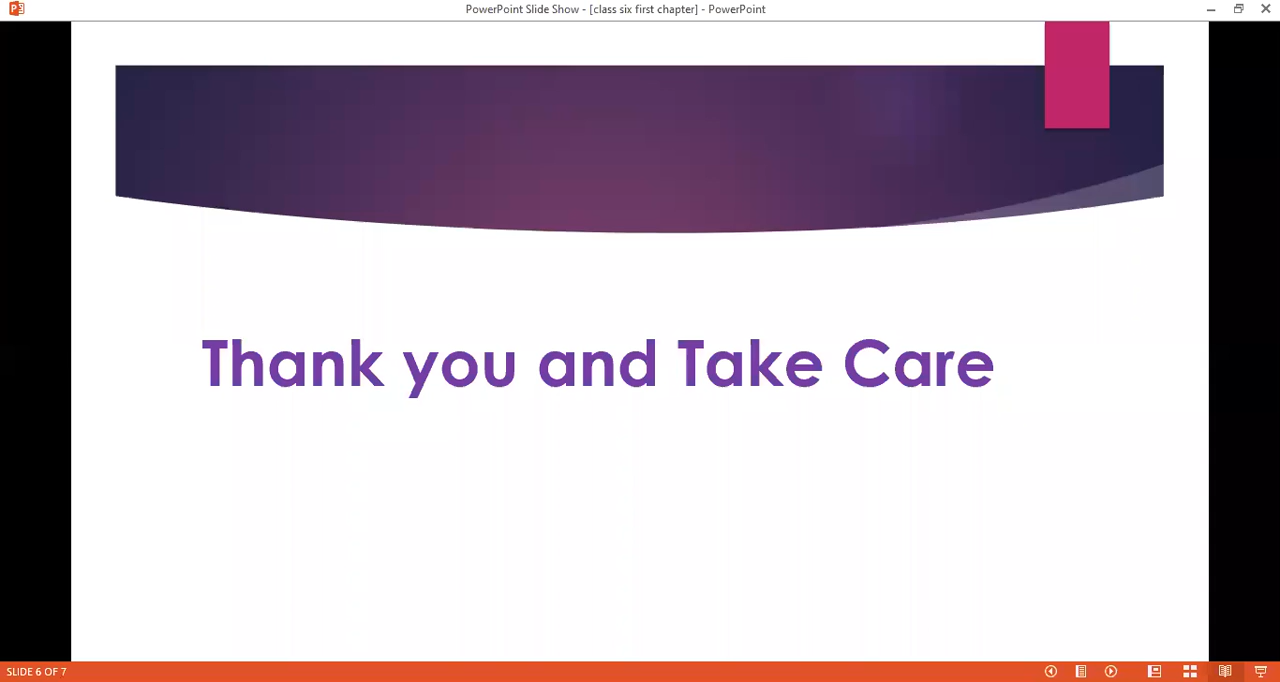 PowerPoint Slide Show - [class six first chapter] - PowerPoint
Thank you and Take Care
SLIDE 6 OF 7